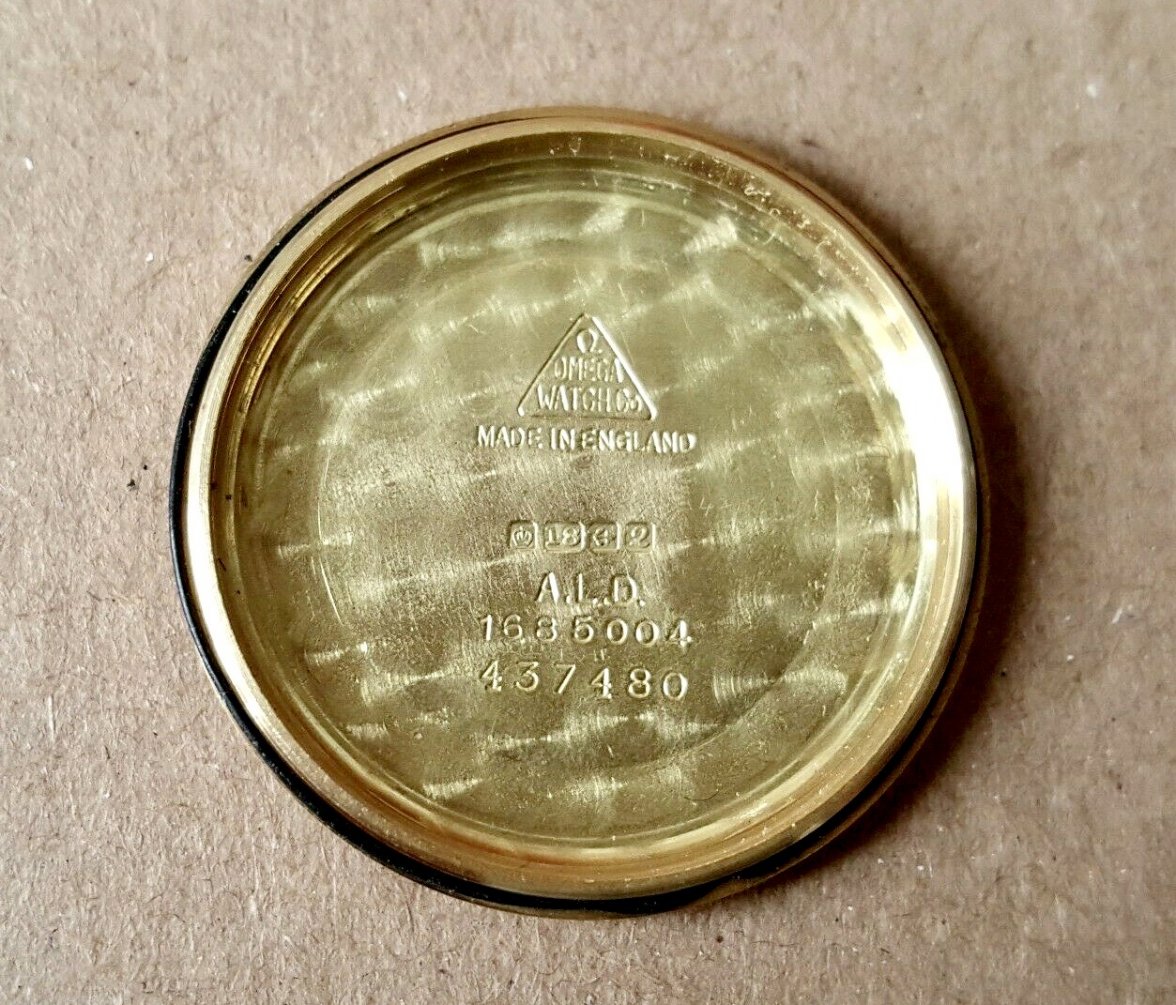 Ω
OMEGA
WATCH Co
MADE IN ENGLAND
18
A.L.D.
1685004
437480